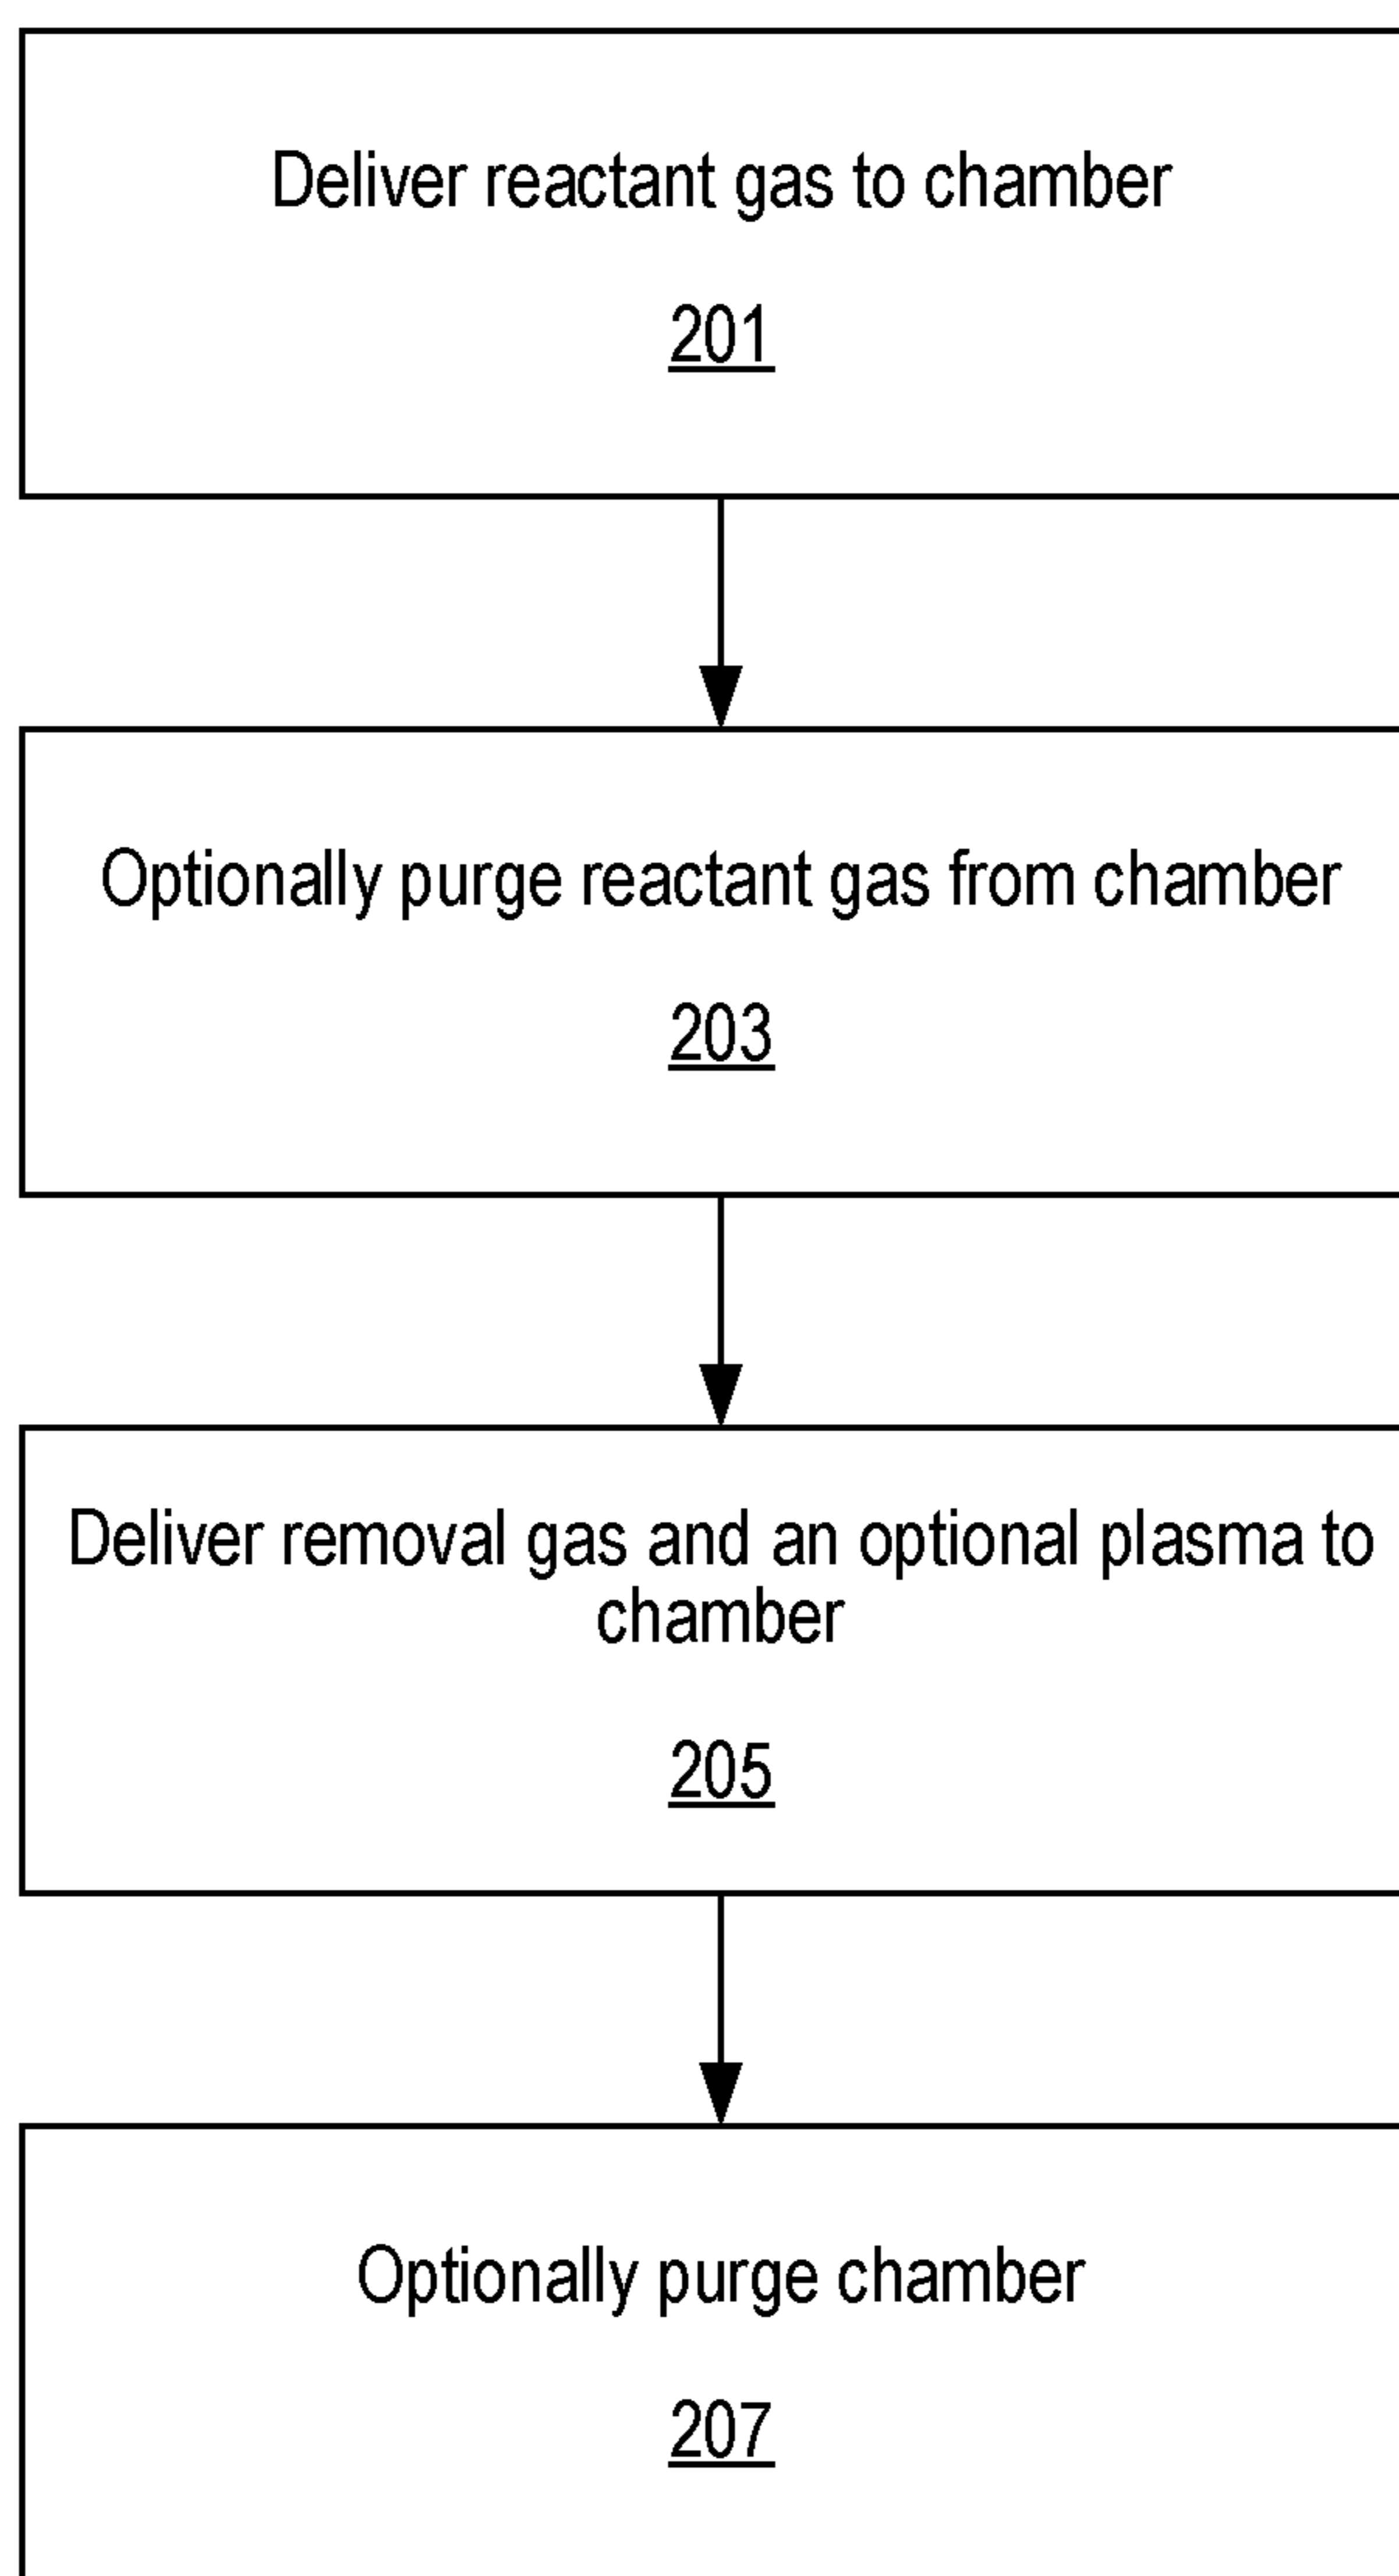 Deliver reactant gas to chamber
201
Optionally purge reactant gas from chamber
203
Deliver removal gas and an optional plasma to
chamber
205
Optionally purge chamber
207